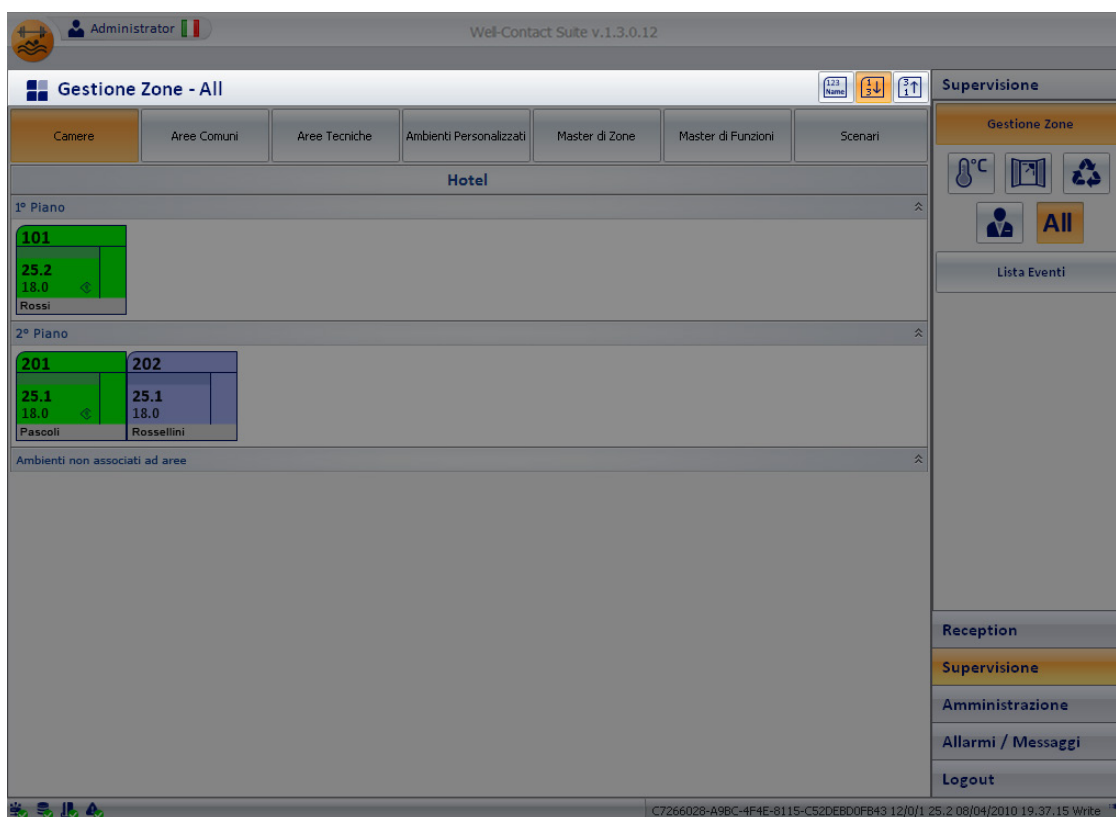 Administrator
Well-Contact Suite v.1.3.0.12
Gestione Zone - All
123 Name
1 3
3 1
Supervisione
Camere
Aree Comuni
Aree Tecniche
Ambienti Personalizzati
Master di Zone
Master di Funzioni
Scenari
Gestione Zone
°C
All
Lista Eventi
Hotel
1° Piano
101
25.2
18.0
Rossi
2° Piano
201
25.1
18.0
Pascoli
202
25.1
18.0
Rossellini
Ambienti non associati ad aree
Reception
Supervisione
Amministrazione
Allarmi / Messaggi
Logout
C7266028-A9BC-4F4E-8115-C52DEBD0FB43 12/0/1 25.2 08/04/2010 19.37.15 Write